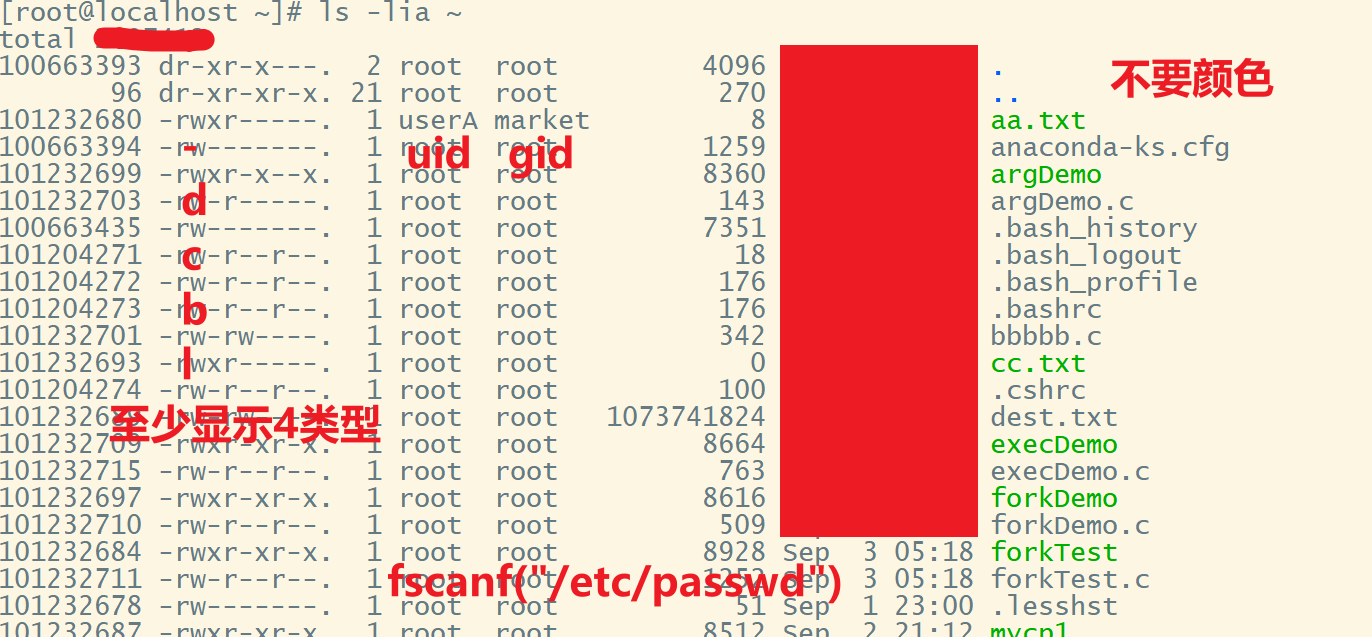 [root@localhost ~]# ls -lia ~
total
100663393 dr-xr-x---. 2 root root 4096 .
不要颜色
96 dr-xr-xr-x. 21 root root 270 ..
101232680 -rwxr-----. 1 userA market 8 aa.txt
100663394 -rw-------. 1 root root 1259 anaconda-ks.cfg
- uid gid
101232699 -rwxr-x--x. 1 root root 8360 argDemo
101232703 -rw-r-----. 1 root root 143 argDemo.c
d
100663435 -rw-------. 1 root root 7351 .bash_history
101204271 -rw-r--r--. 1 root root 18 .bash_logout
c
101204272 -rw-r--r--. 1 root root 176 .bash_profile
101204273 -rw-r--r--. 1 root root 176 .bashrc
b
101232701 -rw-rw----. 1 root root 342 bbbbb.c
101232693 -rwxr-----. 1 root root 0 cc.txt
l
101204274 -rw-r--r--. 1 root root 100 .cshrc
root root 1073741824 dest.txt
至少显示4类型
101232709 -rwxr-xr-x. 1 root root 8664 execDemo
101232715 -rw-r--r--. 1 root root 763 execDemo.c
101232697 -rwxr-xr-x. 1 root root 8616 forkDemo
101232710 -rw-r--r--. 1 root root 509 forkDemo.c
101232684 -rwxr-xr-x. 1 root root 8928 Sep 3 05:18 forkTest
101232711 -rw-r--r--. 1 root root 1252 Sep 3 05:18 forkTest.c
fscanf("/etc/passwd")
101232678 -rw-------. 1 root root 51 Sep 1 23:00 .lesshst
101232687 -rwxr-xr-x. 1 root root 8512 Sep 2 21:12 mycp1